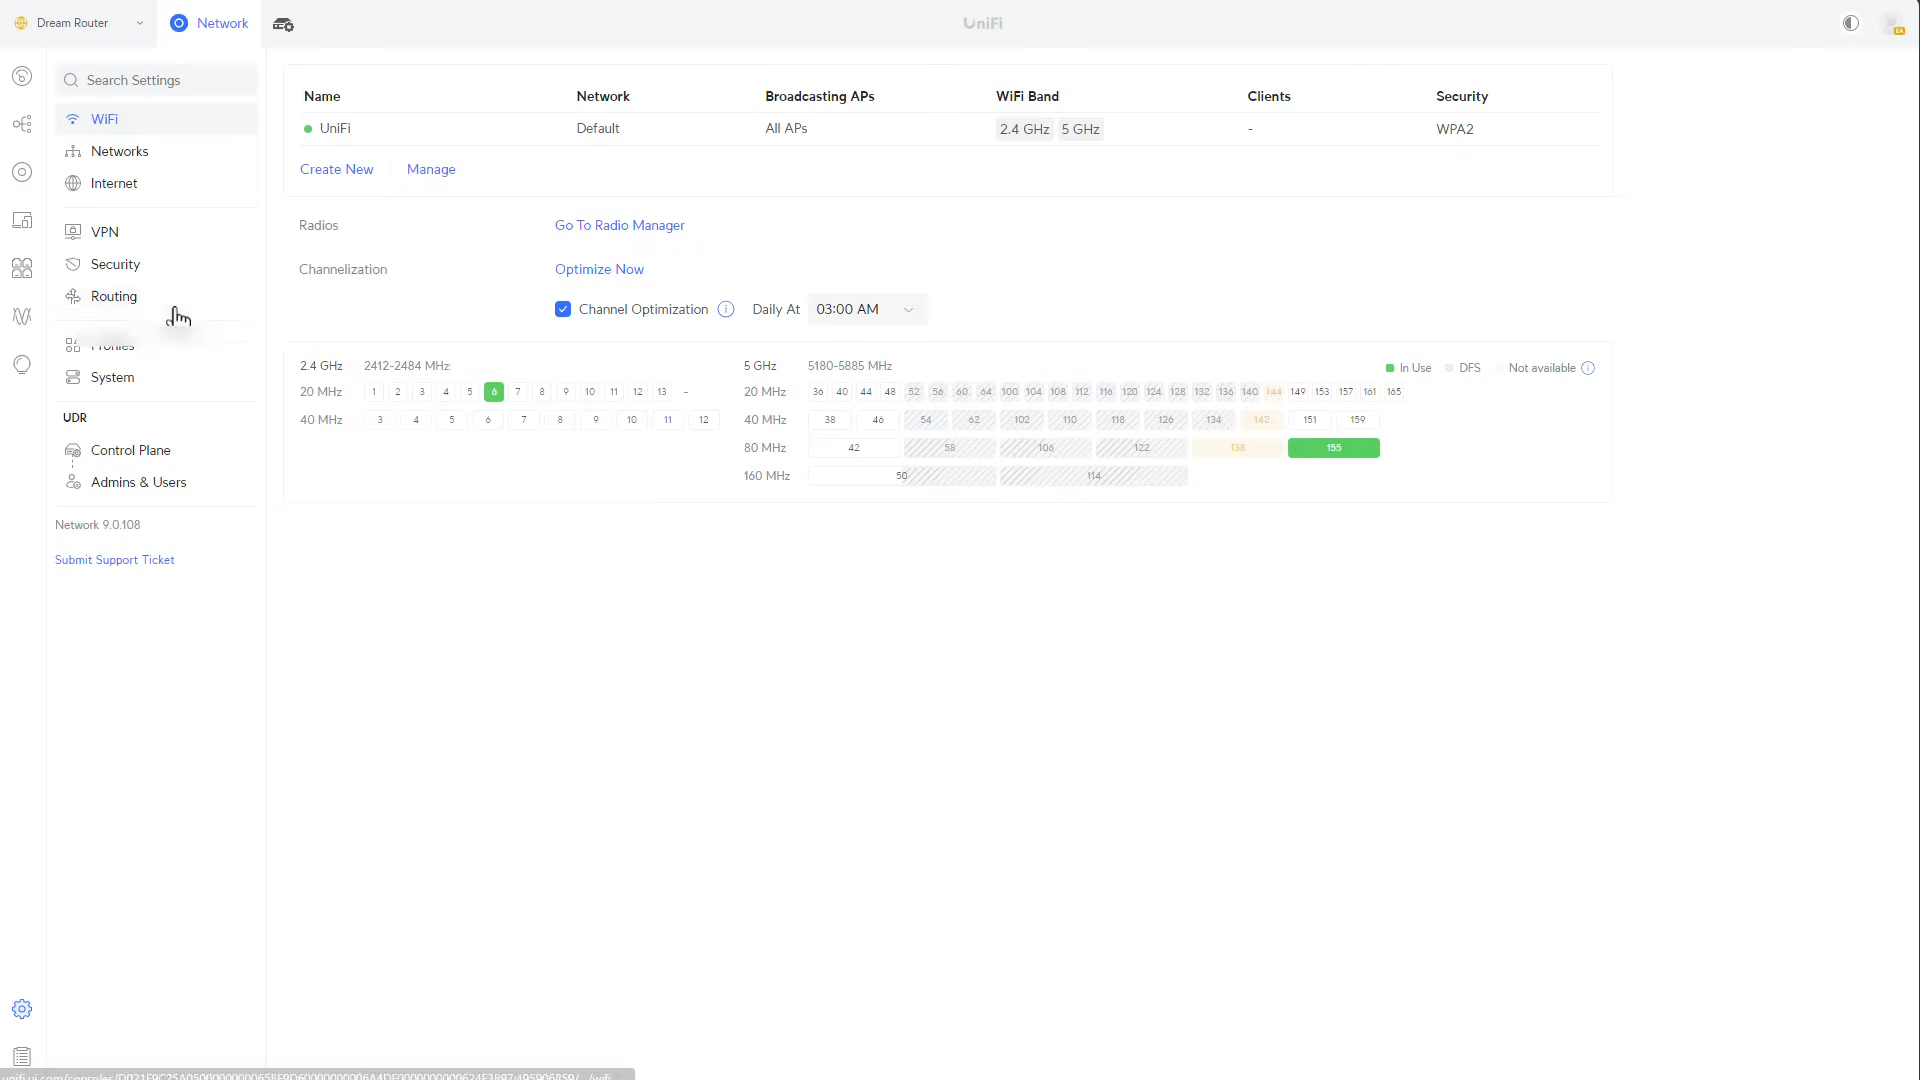 Dream Router
Network
UniFi
EA
Search Settings
WiFi
Networks
Internet
VPN
Security
Routing
Profiles
System
UDR
Control Plane
Admins & Users
Network 9.0.108
Submit Support Ticket
Name Network Broadcasting APs WiFi Band Clients Security
UniFi Default All APs 2.4 GHz 5 GHz - WPA2
Create New Manage
Radios Go To Radio Manager
Channelization Optimize Now
Channel Optimization Daily At 03:00 AM
2.4 GHz 2412-2484 MHz
20 MHz 1 2 3 4 5 6 7 8 9 10 11 12 13 -
40 MHz 3 4 5 6 7 8 9 10 11 12
5 GHz 5180-5885 MHz In Use DFS Not available
20 MHz 36 40 44 48 52 56 60 64 100 104 108 112 116 120 124 128 132 136 140 144 149 153 157 161 165
40 MHz 38 46 54 62 102 110 118 126 134 142 151 159
80 MHz 42 58 106 122 138 155
160 MHz 50 114